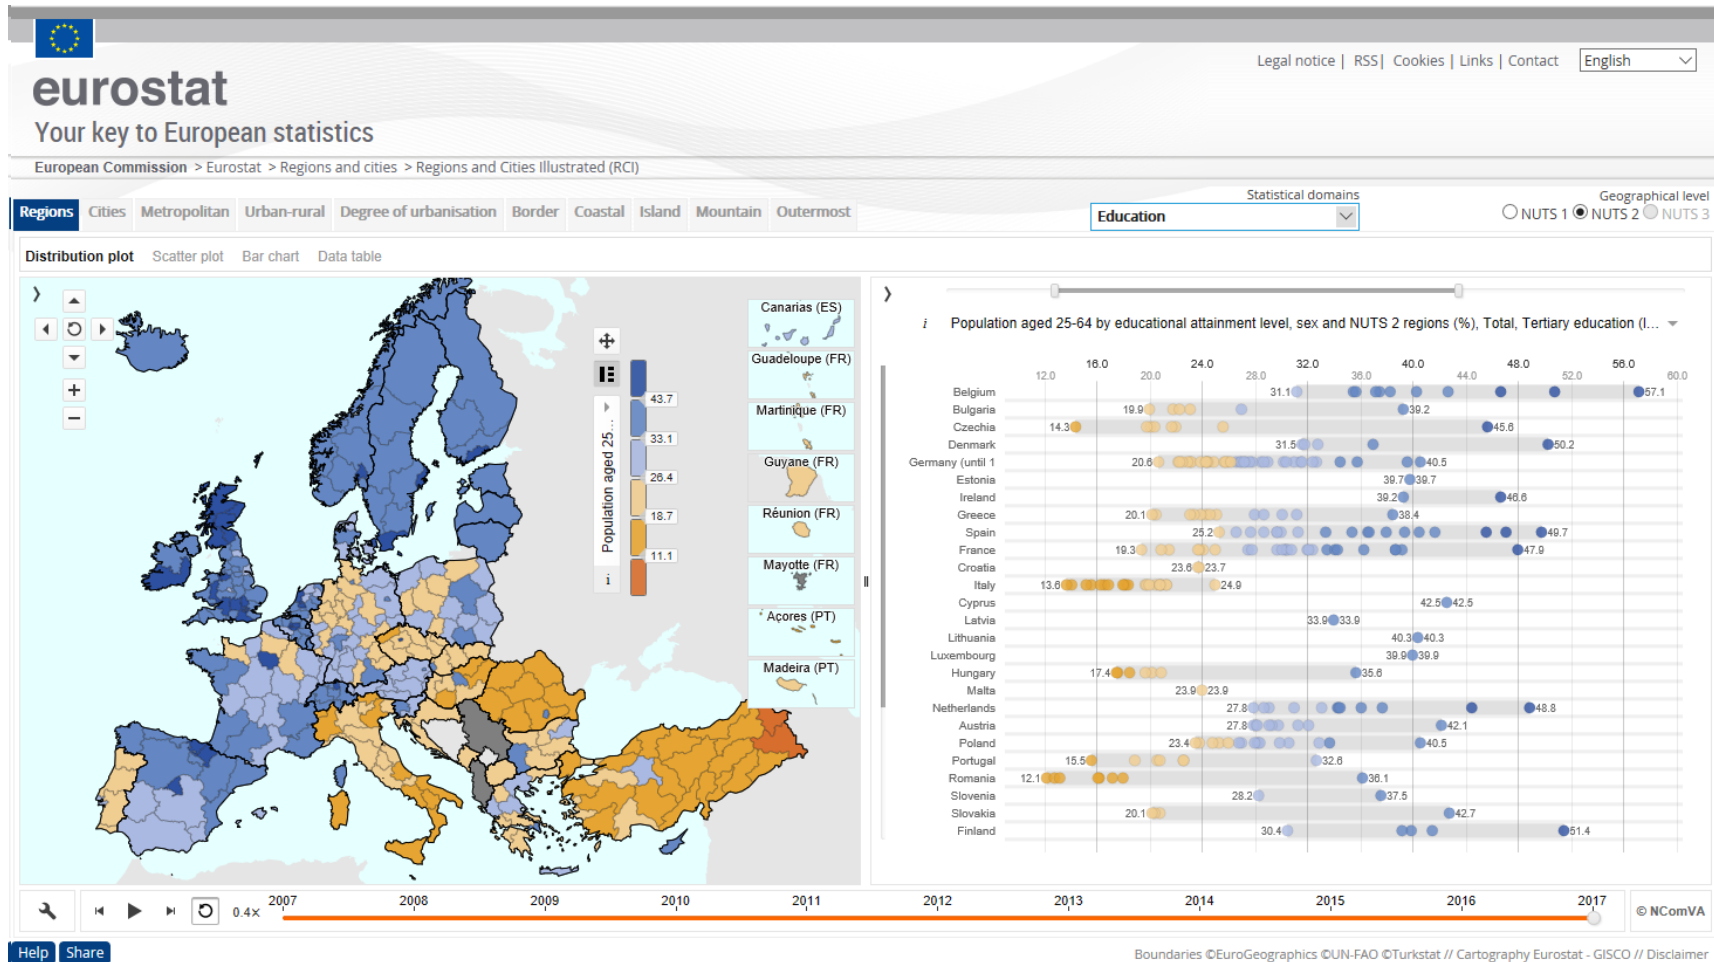 Legal notice | RSS| Cookies | Links | Contact English
eurostat
Your key to European statistics
European Commission > Eurostat > Regions and cities > Regions and Cities Illustrated (RCI)
Statistical domains
Geographical level
Regions Cities Metropolitan Urban-rural Degree of urbanisation Border Coastal Island Mountain Outermost
Education
NUTS 1 NUTS 2 NUTS 3
Distribution plot Scatter plot Bar chart Data table
Canarias (ES)
Guadeloupe (FR)
Martinique (FR)
Guyane (FR)
Réunion (FR)
Mayotte (FR)
Açores (PT)
Madeira (PT)
Population aged 25...
i
43.7
33.1
26.4
18.7
11.1
i Population aged 25-64 by educational attainment level, sex and NUTS 2 regions (%), Total, Tertiary education (l...
16.0 24.0 32.0 40.0 48.0 56.0
12.0 20.0 28.0 36.0 44.0 52.0 60.0
Belgium 31.1 57.1
Bulgaria 19.9 39.2
Czechia 14.3 45.6
Denmark 31.5 50.2
Germany (until 1 20.6 40.5
Estonia 39.7 39.7
Ireland 39.2 46.6
Greece 20.1 38.4
Spain 25.2 49.7
France 19.3 47.9
Croatia 23.6 23.7
Italy 13.6 24.9
Cyprus 42.5 42.5
Latvia 33.9 33.9
Lithuania 40.3 40.3
Luxembourg 39.9 39.9
Hungary 17.4 35.6
Malta 23.9 23.9
Netherlands 27.8 48.8
Austria 27.8 42.1
Poland 23.4 40.5
Portugal 15.5 32.6
Romania 12.1 36.1
Slovenia 28.2 37.5
Slovakia 20.1 42.7
Finland 30.4 51.4
0.4× 2007 2008 2009 2010 2011 2012 2013 2014 2015 2016 2017
© NComVA
Help Share
Boundaries ©EuroGeographics ©UN-FAO ©Turkstat // Cartography Eurostat - GISCO // Disclaimer